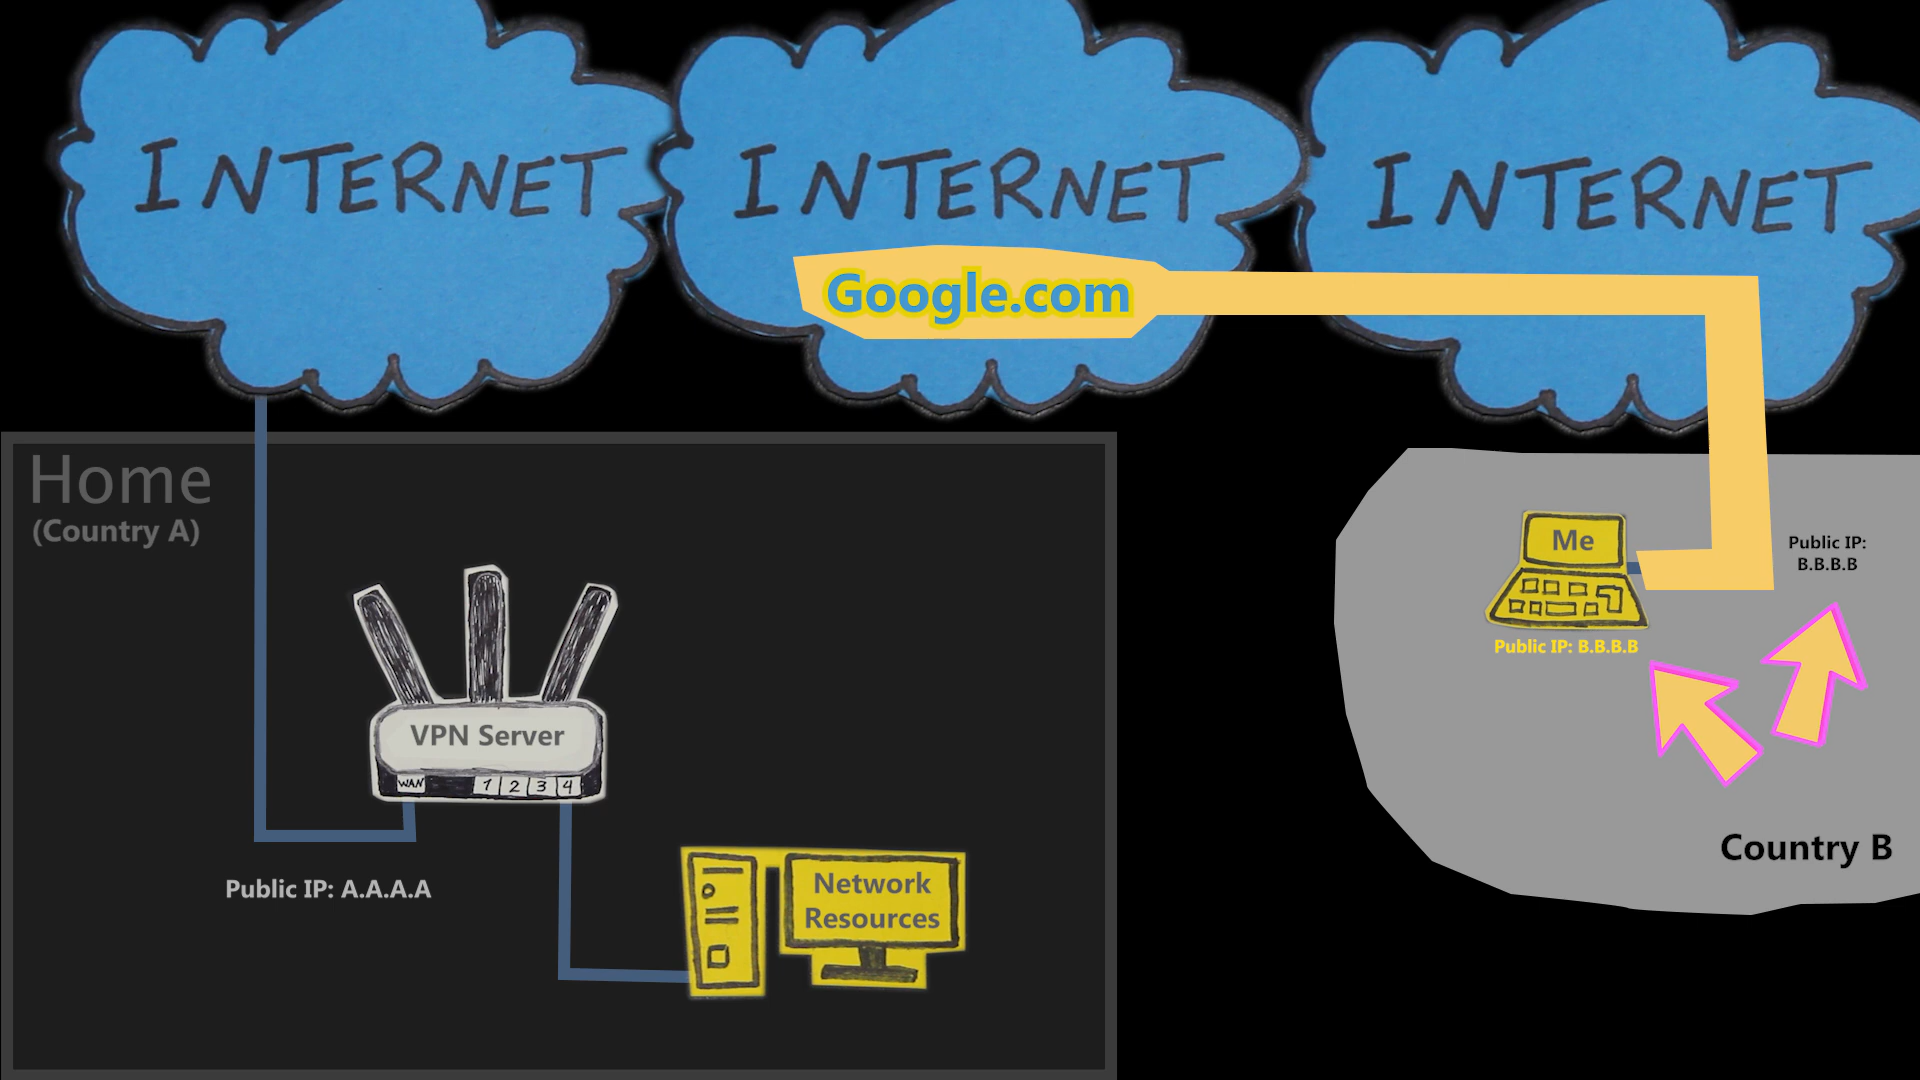 INTERNET
INTERNET
INTERNET
Google.com
Home
(Country A)
VPN Server
WAN 1 2 3 4
Public IP: A.A.A.A
Network
Resources
Me
Public IP: B.B.B.B
Public IP:
B.B.B.B
Country B